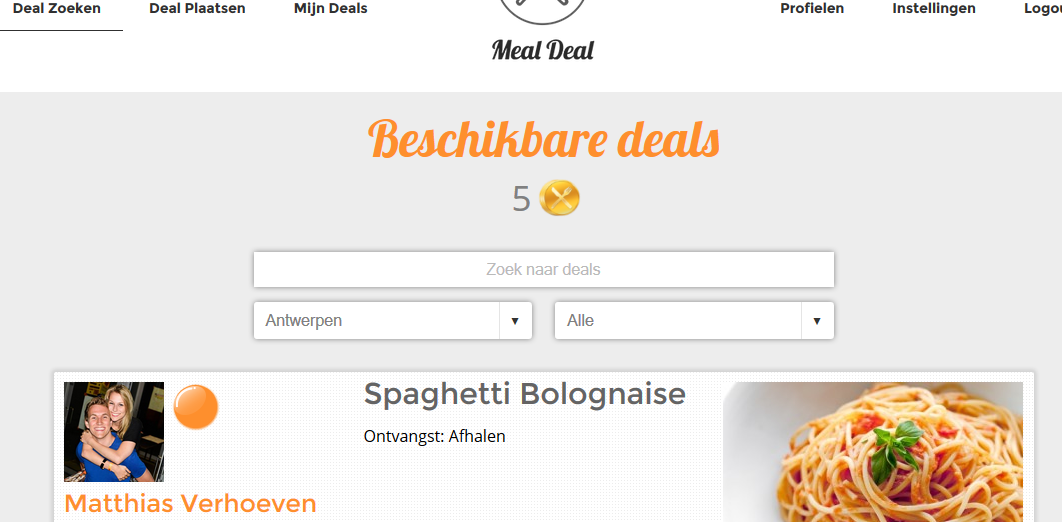 Deal Zoeken Deal Plaatsen Mijn Deals Profielen Instellingen Logou
Meal Deal
Beschikbare deals
5
Zoek naar deals
Antwerpen ▼ Alle ▼
Spaghetti Bolognaise
Ontvangst: Afhalen
Matthias Verhoeven